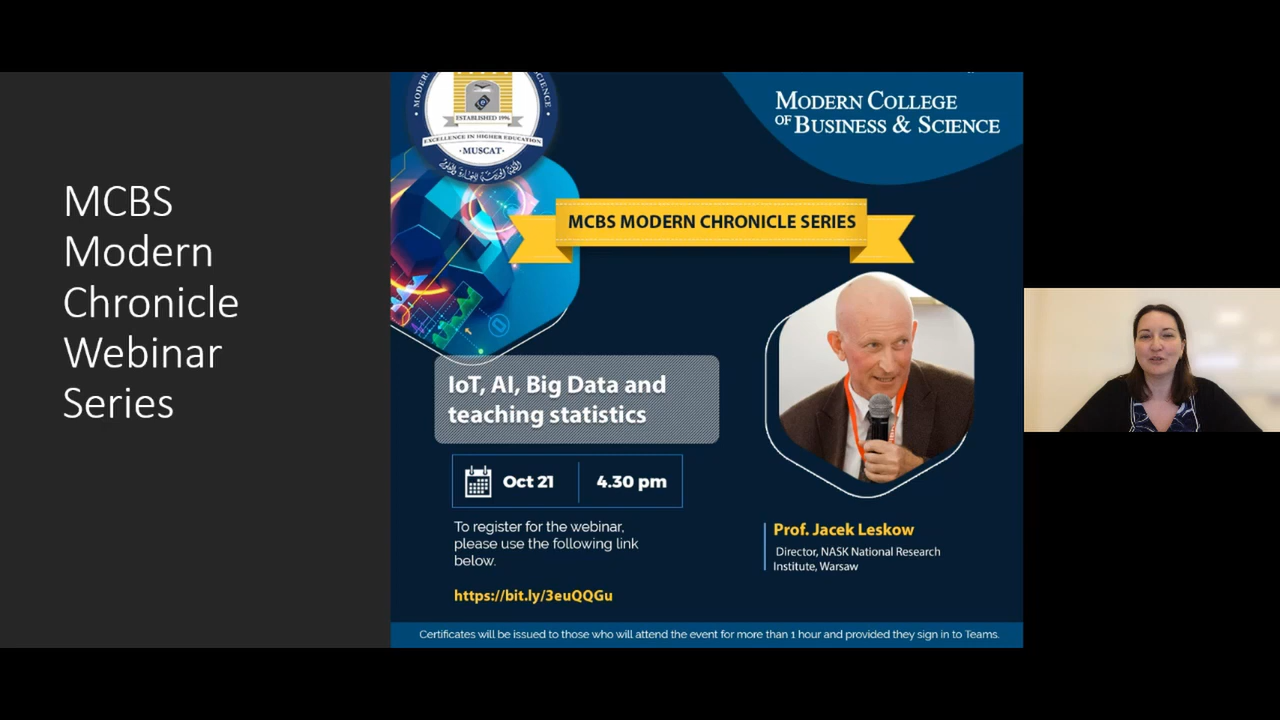 MCBS
Modern
Chronicle
Webinar
Series
ESTABLISHED 1996
EXCELLENCE IN HIGHER EDUCATION
· MUSCAT ·
MODERN COLLEGE
OF BUSINESS & SCIENCE
MCBS MODERN CHRONICLE SERIES
IoT, AI, Big Data and
teaching statistics
Oct 21
4.30 pm
To register for the webinar,
please use the following link
below.
https://bit.ly/3euQQGu
Prof. Jacek Leskow
Director, NASK National Research
Institute, Warsaw
Certificates will be issued to those who will attend the event for more than 1 hour and provided they sign in to Teams.